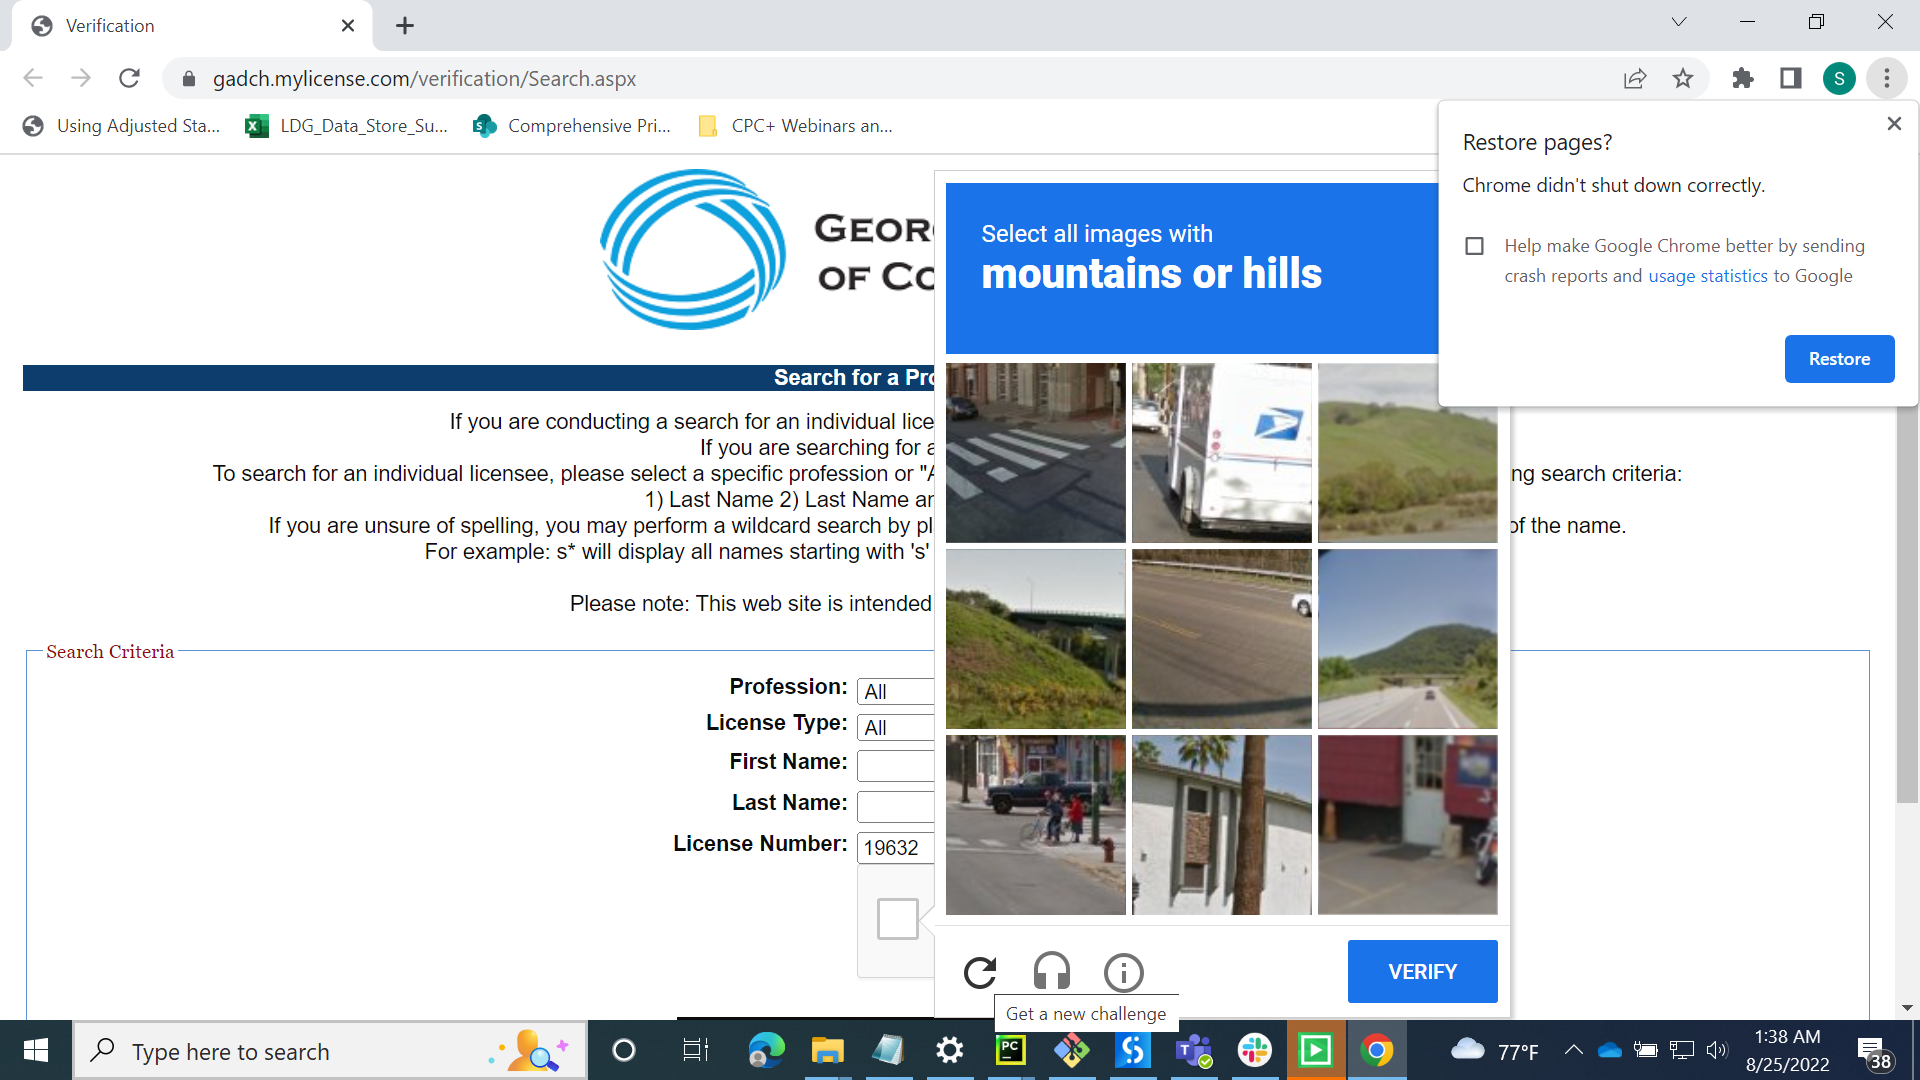 Verification
gadch.mylicense.com/verification/Search.aspx
S
Using Adjusted Sta...
LDG_Data_Store_Su...
Comprehensive Pri...
CPC+ Webinars an...
Restore pages?
Chrome didn't shut down correctly.
Help make Google Chrome better by sending
crash reports and usage statistics to Google
Restore
GEOR
OF CO
Select all images with
mountains or hills
Search for a Pro
If you are conducting a search for an individual lice
If you are searching for a
To search for an individual licensee, please select a specific profession or "A
ng search criteria:
1) Last Name 2) Last Name an
If you are unsure of spelling, you may perform a wildcard search by pl
of the name.
For example: s* will display all names starting with 's'
Please note: This web site is intended
Search Criteria
Profession: All
License Type: All
First Name:
Last Name:
License Number: 19632
VERIFY
Get a new challenge
Type here to search
PC
77°F
1:38 AM
8/25/2022
38